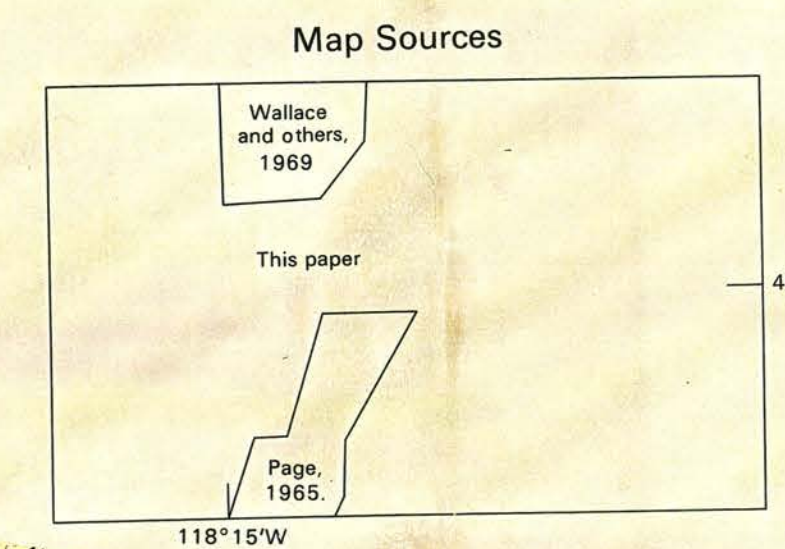 Map Sources
Wallace
and others,
1969
This paper
4
Page,
1965.
118°15'W